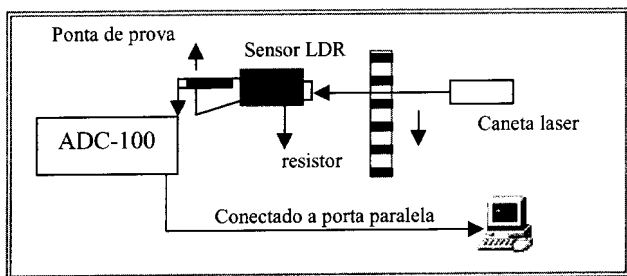 Ponta de prova
Sensor LDR
Caneta laser
ADC-100
resistor
Conectado a porta paralela